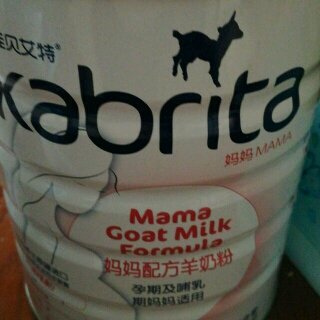 佳贝艾特®
kabrita
妈妈 MAMA
Mama
Goat Milk
Formula
妈妈配方羊奶粉
孕期及哺乳
期妈妈适用